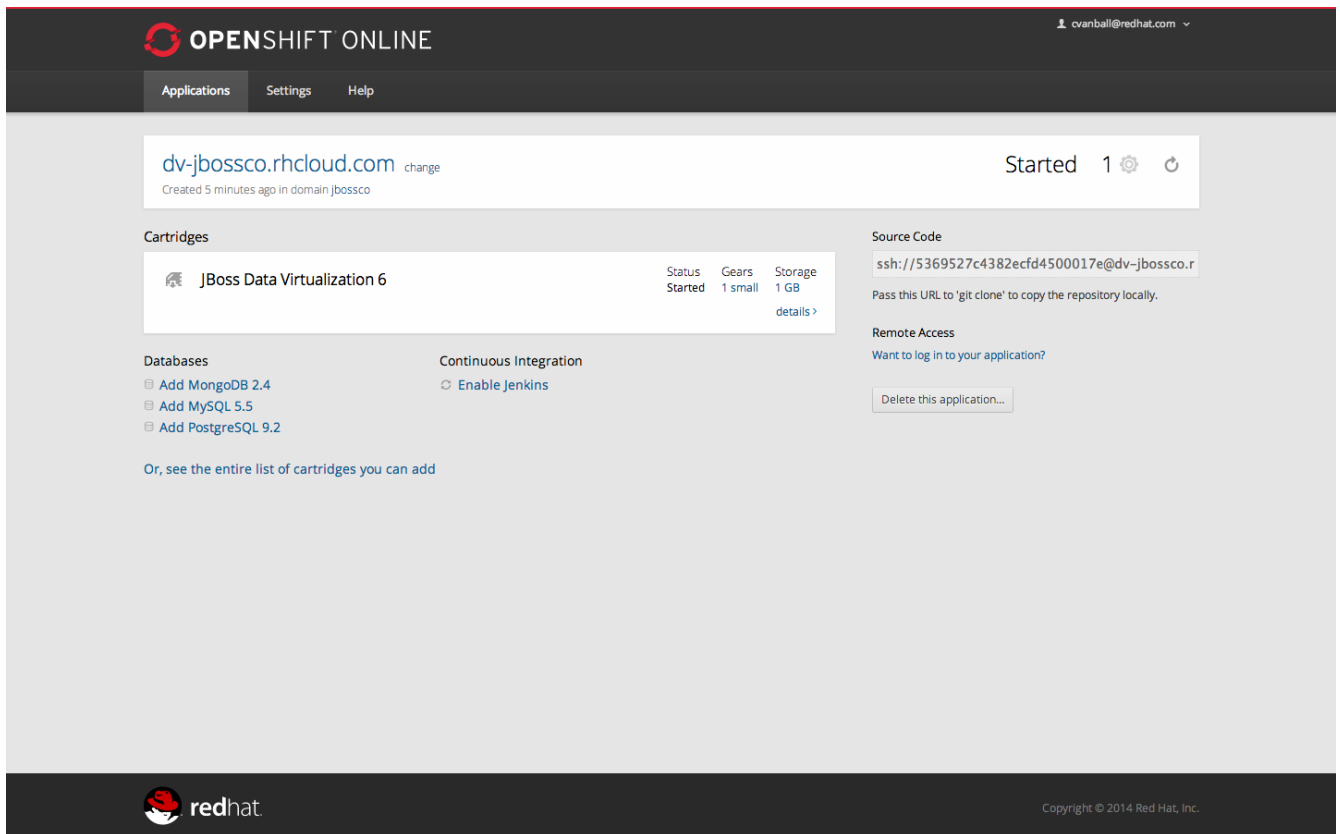 OPENSHIFT ONLINE
cvanball@redhat.com
Applications Settings Help
dv-jbossco.rhcloud.com change
Started 1
Created 5 minutes ago in domain jbossco
Cartridges
JBoss Data Virtualization 6
Status Gears Storage
Started 1 small 1 GB
details ›
Source Code
ssh://5369527c4382ecfd4500017e@dv-jbossco.r
Pass this URL to 'git clone' to copy the repository locally.
Remote Access
Want to log in to your application?
Delete this application...
Databases
Add MongoDB 2.4
Add MySQL 5.5
Add PostgreSQL 9.2
Continuous Integration
Enable Jenkins
Or, see the entire list of cartridges you can add
redhat.
Copyright © 2014 Red Hat, Inc.